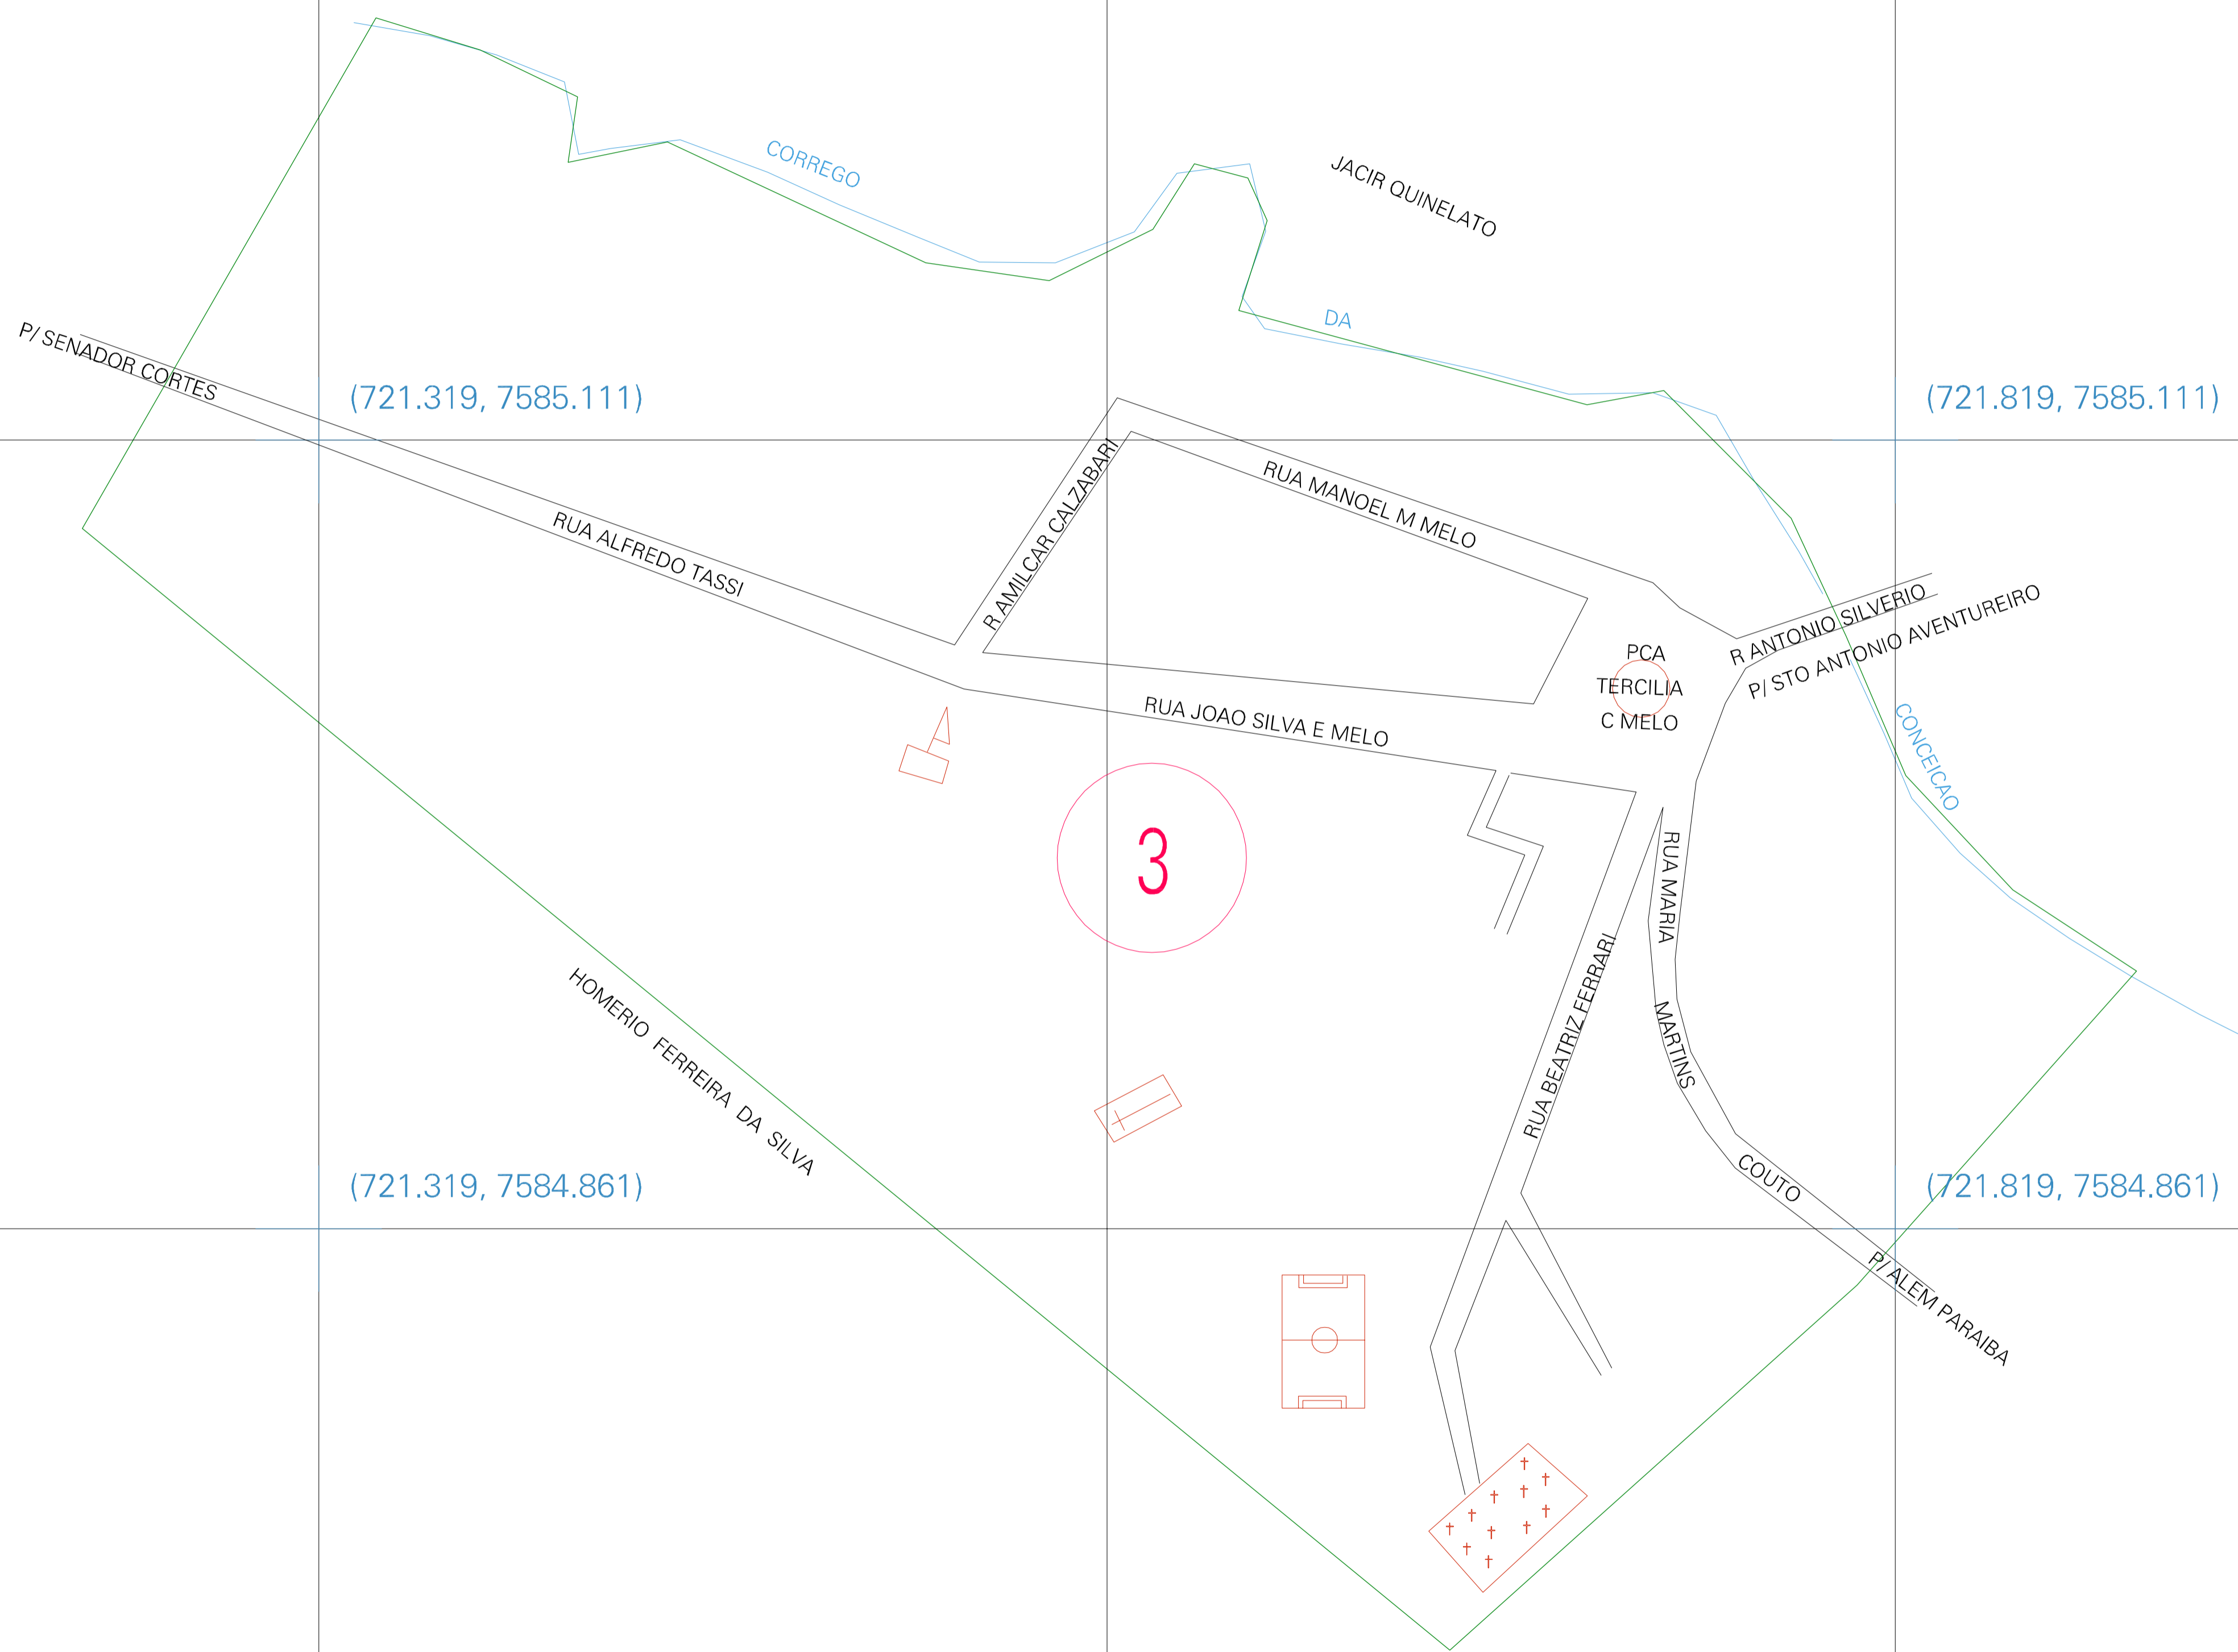 CORREGO
JACIR QUINELATO
DA
P/ SENADOR CORTES
(721.319, 7585.111)
(721.819, 7585.111)
RUA ALFREDO TASSI
R AMILCAR CALZABARI
RUA MANOEL M MELO
R ANTONIO SILVERIO
P/ STO ANTONIO AVENTUREIRO
PCA
TERCILIA
C MELO
RUA JOAO SILVA E MELO
CONCEICAO
3
RUA MARIA
MARTINS
COUTO
RUA BEATRIZ FERRARI
HOMERIO FERREIRA DA SILVA
(721.319, 7584.861)
(721.819, 7584.861)
P/ ALEM PARAIBA